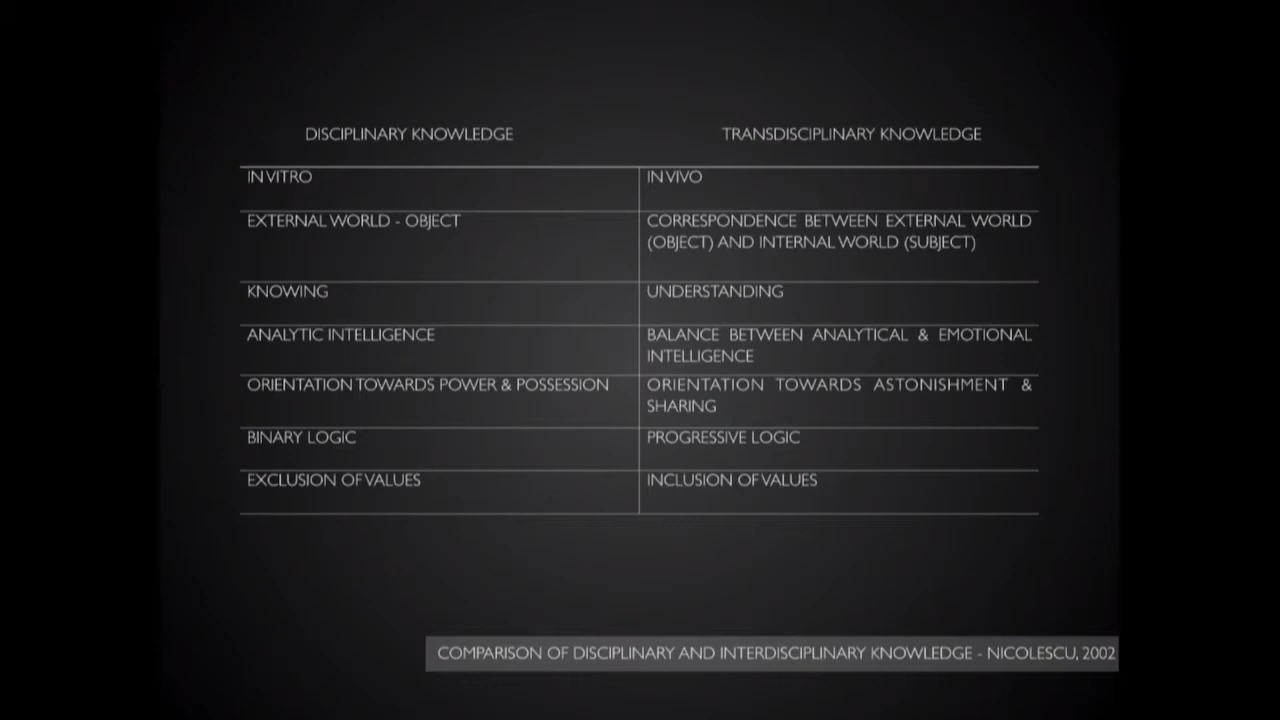 DISCIPLINARY KNOWLEDGE
TRANSDISCIPLINARY KNOWLEDGE
IN VITRO
IN VIVO
EXTERNAL WORLD - OBJECT
CORRESPONDENCE BETWEEN EXTERNAL WORLD
(OBJECT) AND INTERNAL WORLD (SUBJECT)
KNOWING
UNDERSTANDING
ANALYTIC INTELLIGENCE
BALANCE BETWEEN ANALYTICAL & EMOTIONAL
INTELLIGENCE
ORIENTATION TOWARDS POWER & POSSESSION
ORIENTATION TOWARDS ASTONISHMENT &
SHARING
BINARY LOGIC
PROGRESSIVE LOGIC
EXCLUSION OF VALUES
INCLUSION OF VALUES
COMPARISON OF DISCIPLINARY AND INTERDISCIPLINARY KNOWLEDGE - NICOLESCU, 2002